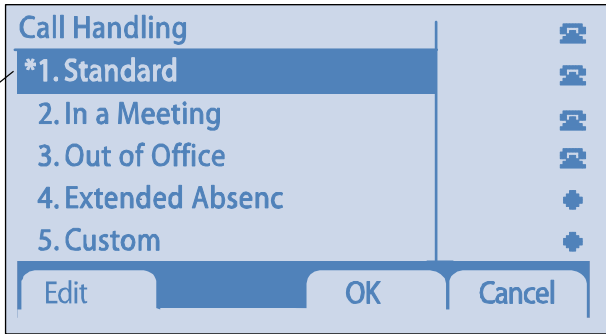 Call Handling
*1. Standard
2. In a Meeting
3. Out of Office
4. Extended Absenc
5. Custom
Edit OK Cancel